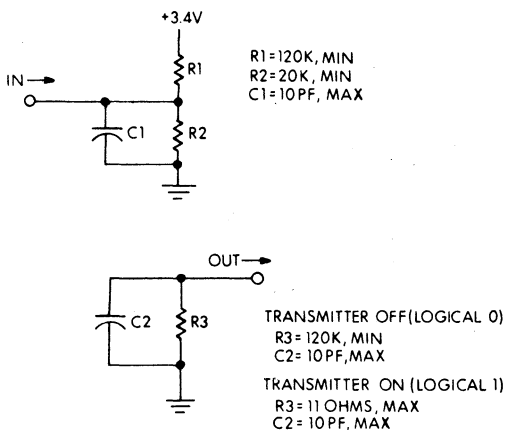 +3.4V
R1
R1=120K, MIN
R2=20K, MIN
C1=10PF, MAX
IN
C1
R2
OUT
C2
R3
TRANSMITTER OFF(LOGICAL 0)
R3=120K, MIN
C2=10PF,MAX
TRANSMITTER ON (LOGICAL 1)
R3=11 OHMS, MAX
C2=10 PF, MAX